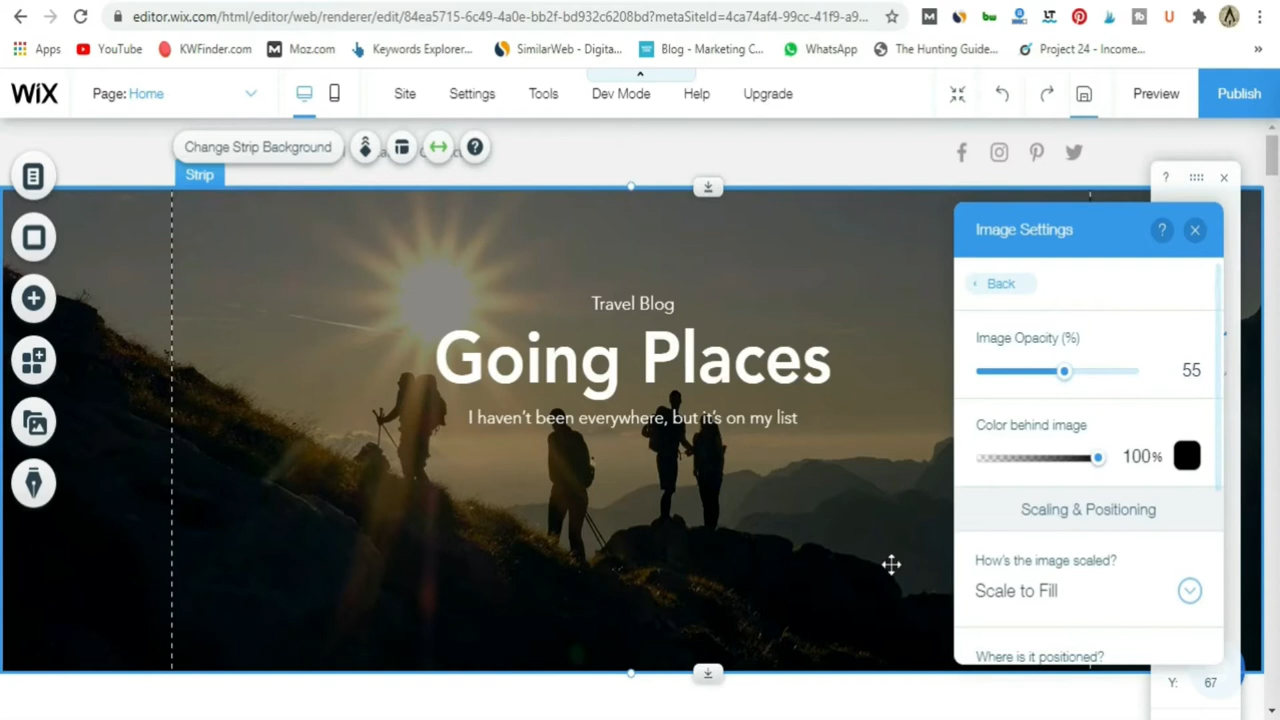 editor.wix.com/html/editor/web/renderer/edit/84ea5715-6c49-4a0e-bb2f-bd932c6208bd?metaSiteId=4ca74af4-99cc-41f9-a9...
Apps YouTube KWFinder.com Moz.com Keywords Explorer... SimilarWeb - Digita... Blog - Marketing C... WhatsApp The Hunting Guide... Project 24 - Income... »
WiX Page: Home Site Settings Tools Dev Mode Help Upgrade Preview Publish
Change Strip Background
Strip
Travel Blog
Going Places
I haven't been everywhere, but it's on my list
Image Settings
Back
Image Opacity (%)
55
Color behind image
100%
Scaling & Positioning
How's the image scaled?
Scale to Fill
Where is it positioned?
Y: 67